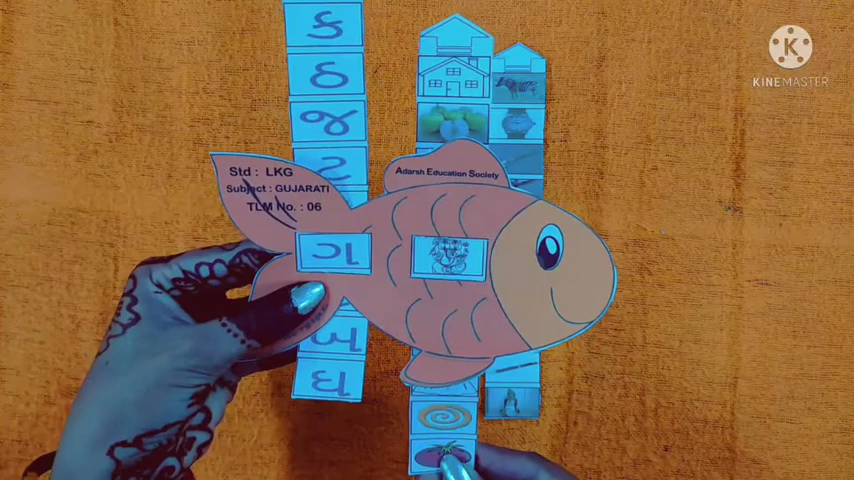 ક
ઠ
જ
ટ
Std : LKG
Subject : GUJARATI
TLM No. : 06
Adarsh Education Society
ગ
ખ
ઘ
K
KINEMASTER